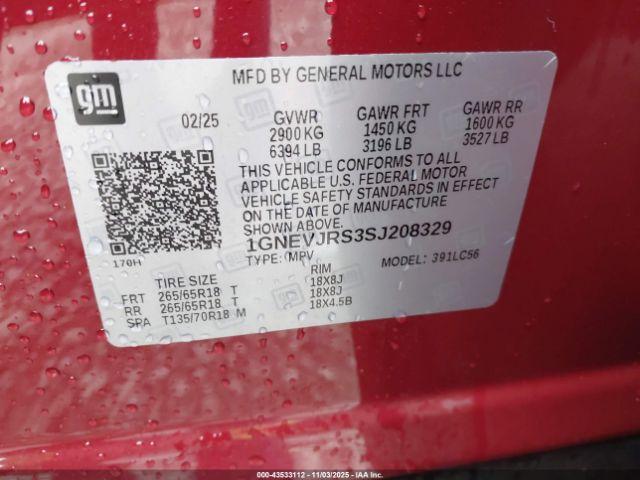 gm
MFD BY GENERAL MOTORS LLC
02/25 GVWR GAWR FRT GAWR RR
2900 KG 1450 KG 1600 KG
6394 LB 3196 LB 3527 LB
THIS VEHICLE CONFORMS TO ALL
APPLICABLE U.S. FEDERAL MOTOR
VEHICLE SAFETY STANDARDS IN EFFECT
ON THE DATE OF MANUFACTURE
SHOWN ABOVE.
1GNEVJRS3SJ208329
170H TYPE: MPV MODEL: 391LC56
TIRE SIZE RIM
FRT 265/65R18 T 18X8J
RR 265/65R18 T 18X8J
SPA T135/70R18 M 18X4.5B
000-43533112 - 11/03/2025 - IAA Inc.